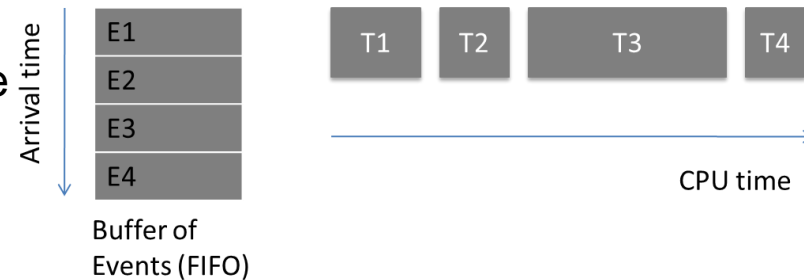 e
Arrival time
E1
E2
E3
E4
Buffer of
Events (FIFO)
T1 T2 T3 T4
CPU time